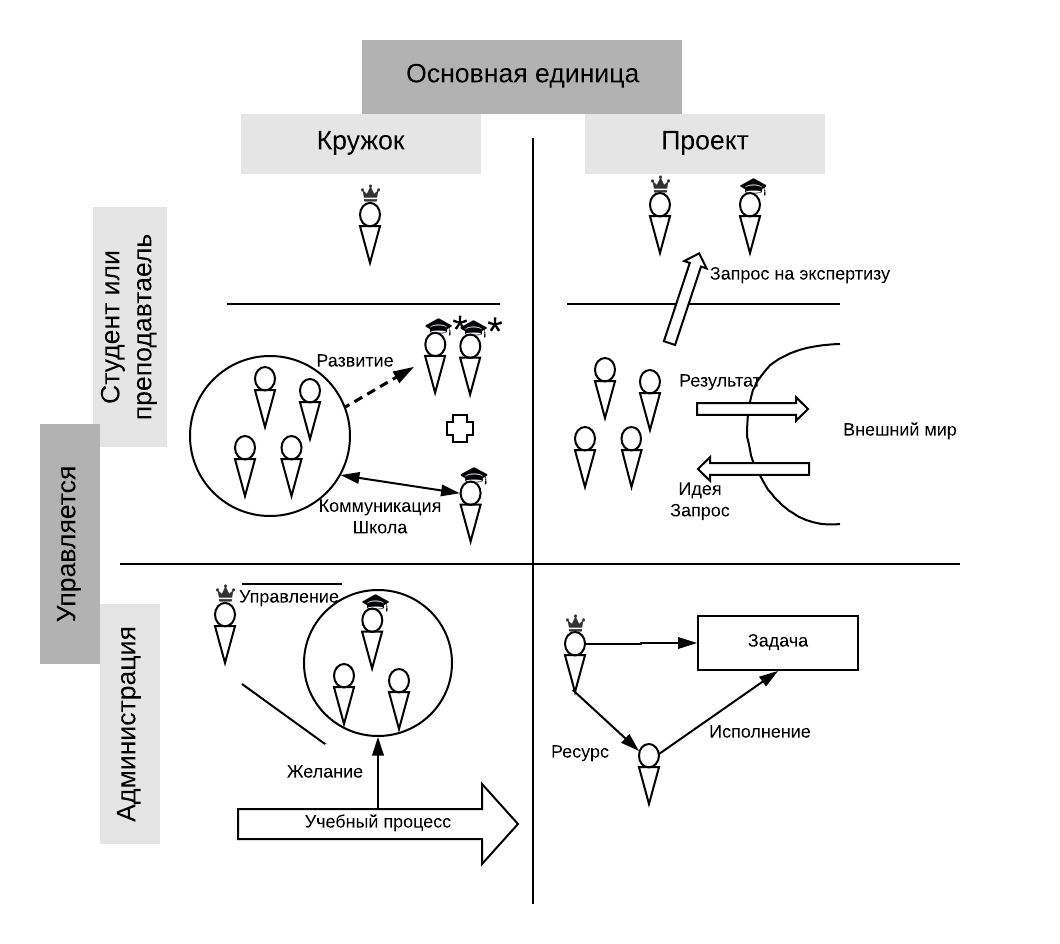 Основная единица
Кружок
Проект
Управляется
Студент или
преподавтаель
Запрос на экспертизу
Развитие
*
*
Результат
Внешний мир
Идея
Запрос
Коммуникация
Школа
Администрация
Управление
Задача
Исполнение
Ресурс
Желание
Учебный процесс